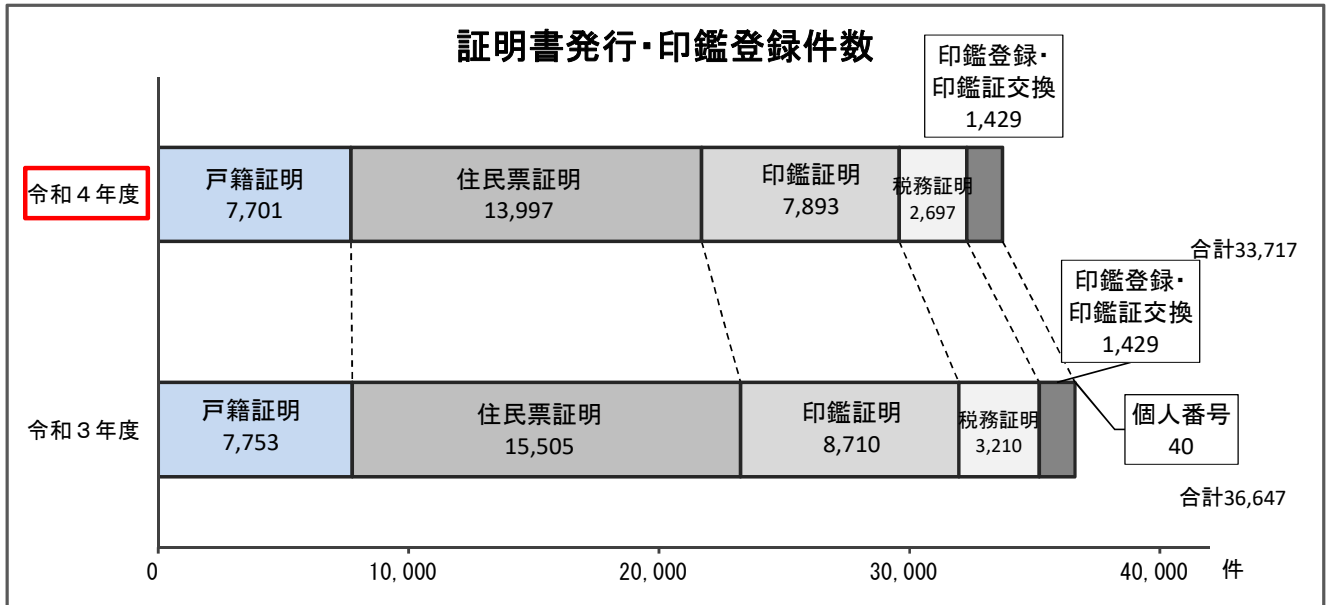 証明書発行・印鑑登録件数
印鑑登録・
印鑑証交換
1,429
令和４年度
戸籍証明
7,701
住民票証明
13,997
印鑑証明
7,893
税務証明
2,697
合計33,717
印鑑登録・
印鑑証交換
1,429
令和３年度
戸籍証明
7,753
住民票証明
15,505
印鑑証明
8,710
税務証明
3,210
個人番号
40
合計36,647
0
10,000
20,000
30,000
40,000
件